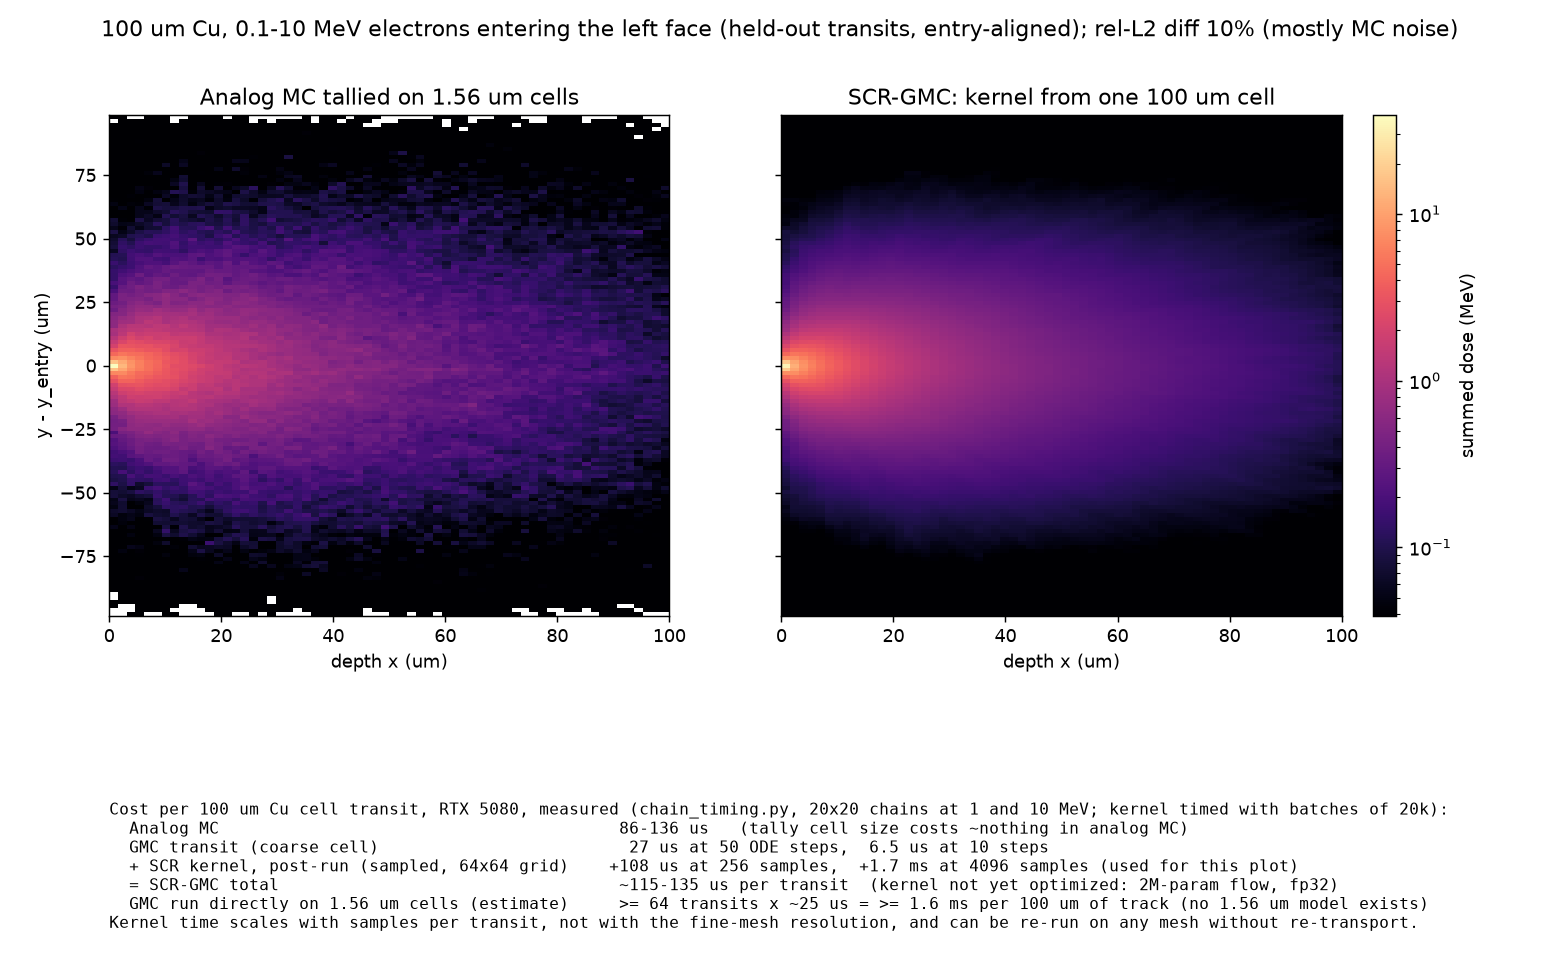 100 um Cu, 0.1-10 MeV electrons entering the left face (held-out transits, entry-aligned); rel-L2 diff 10% (mostly MC noise)
Analog MC tallied on 1.56 um cells
SCR-GMC: kernel from one 100 um cell
75
50
25
0
−25
−50
−75
y - y_entry (um)
0 20 40 60 80 100
depth x (um)
0 20 40 60 80 100
depth x (um)
10^1
10^0
10^−1
summed dose (MeV)
Cost per 100 um Cu cell transit, RTX 5080, measured (chain_timing.py, 20x20 chains at 1 and 10 MeV; kernel timed with batches of 20k):
Analog MC 86-136 us (tally cell size costs ~nothing in analog MC)
GMC transit (coarse cell) 27 us at 50 ODE steps, 6.5 us at 10 steps
+ SCR kernel, post-run (sampled, 64x64 grid) +108 us at 256 samples, +1.7 ms at 4096 samples (used for this plot)
= SCR-GMC total ~115-135 us per transit (kernel not yet optimized: 2M-param flow, fp32)
GMC run directly on 1.56 um cells (estimate) >= 64 transits x ~25 us = >= 1.6 ms per 100 um of track (no 1.56 um model exists)
Kernel time scales with samples per transit, not with the fine-mesh resolution, and can be re-run on any mesh without re-transport.